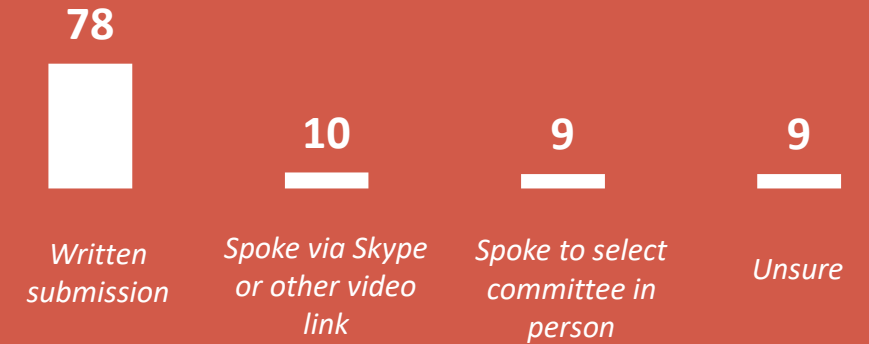 78
10
9
9
Written
submission
Spoke via Skype
or other video
link
Spoke to select
committee in
person
Unsure